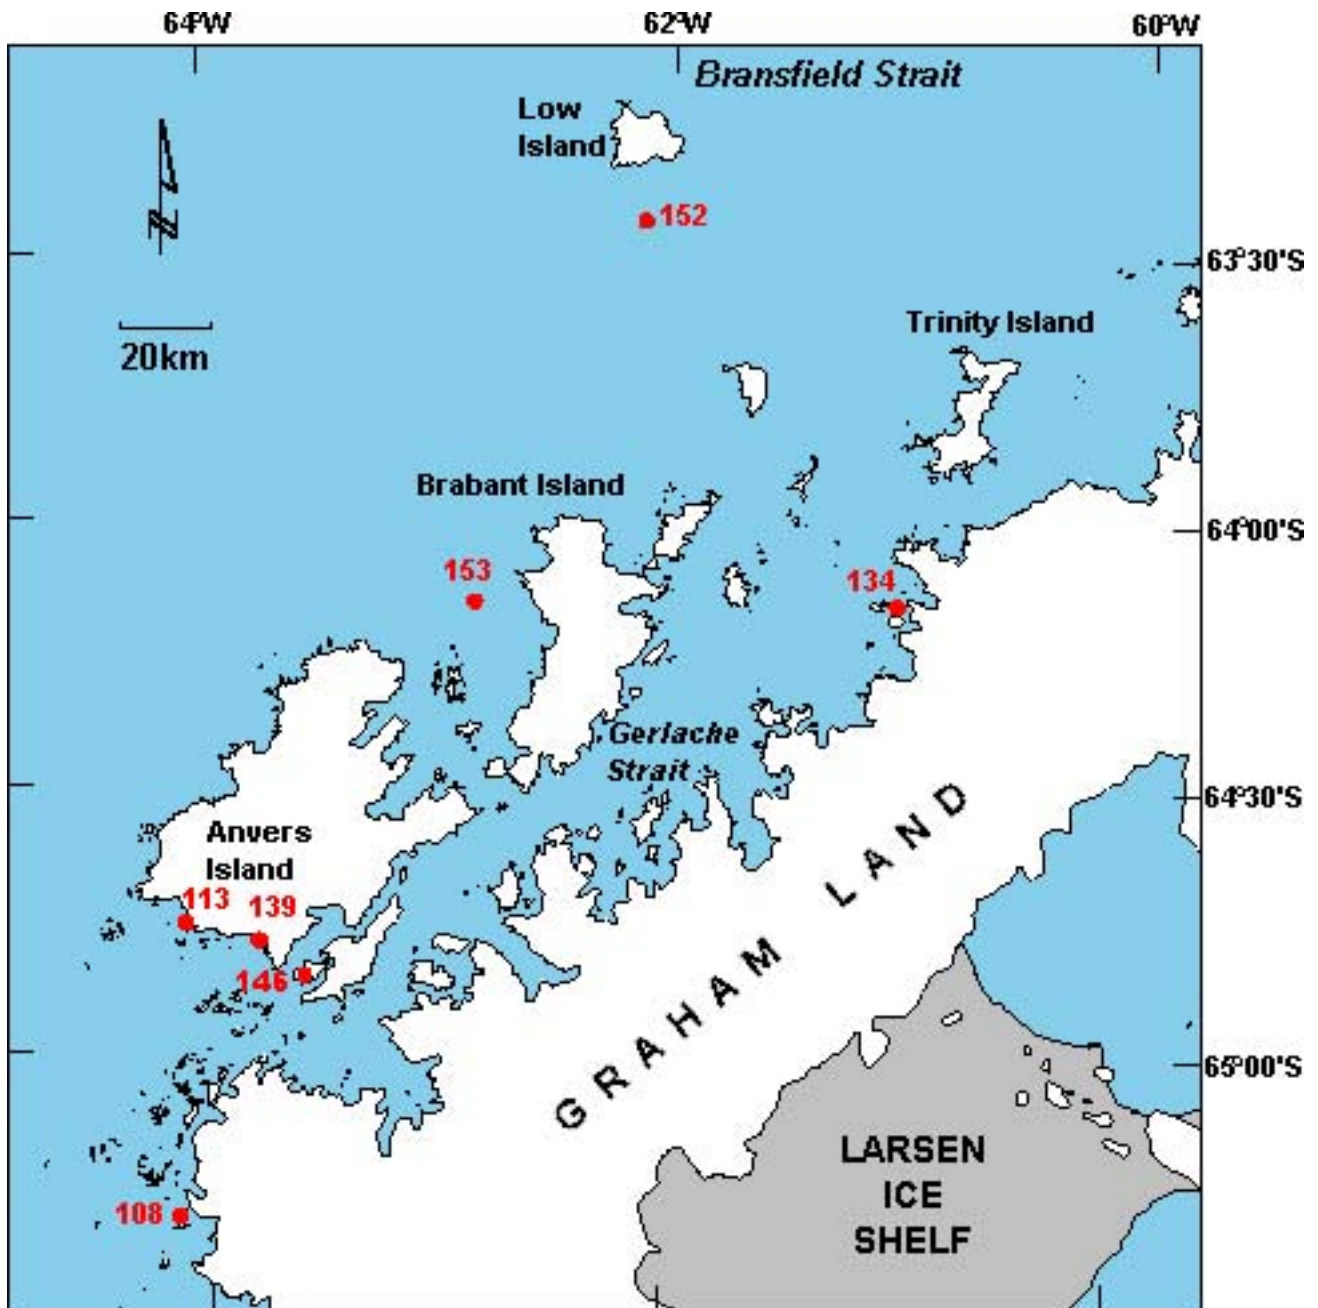 64°W
62°W
60°W
Bransfield Strait
Low
Island
152
63°30'S
Trinity Island
20km
Brabant Island
64°00'S
153
134
Gerlache
Strait
64°30'S
Anvers
Island
113
139
146
GRAHAM LAND
65°00'S
LARSEN
ICE
SHELF
108
N